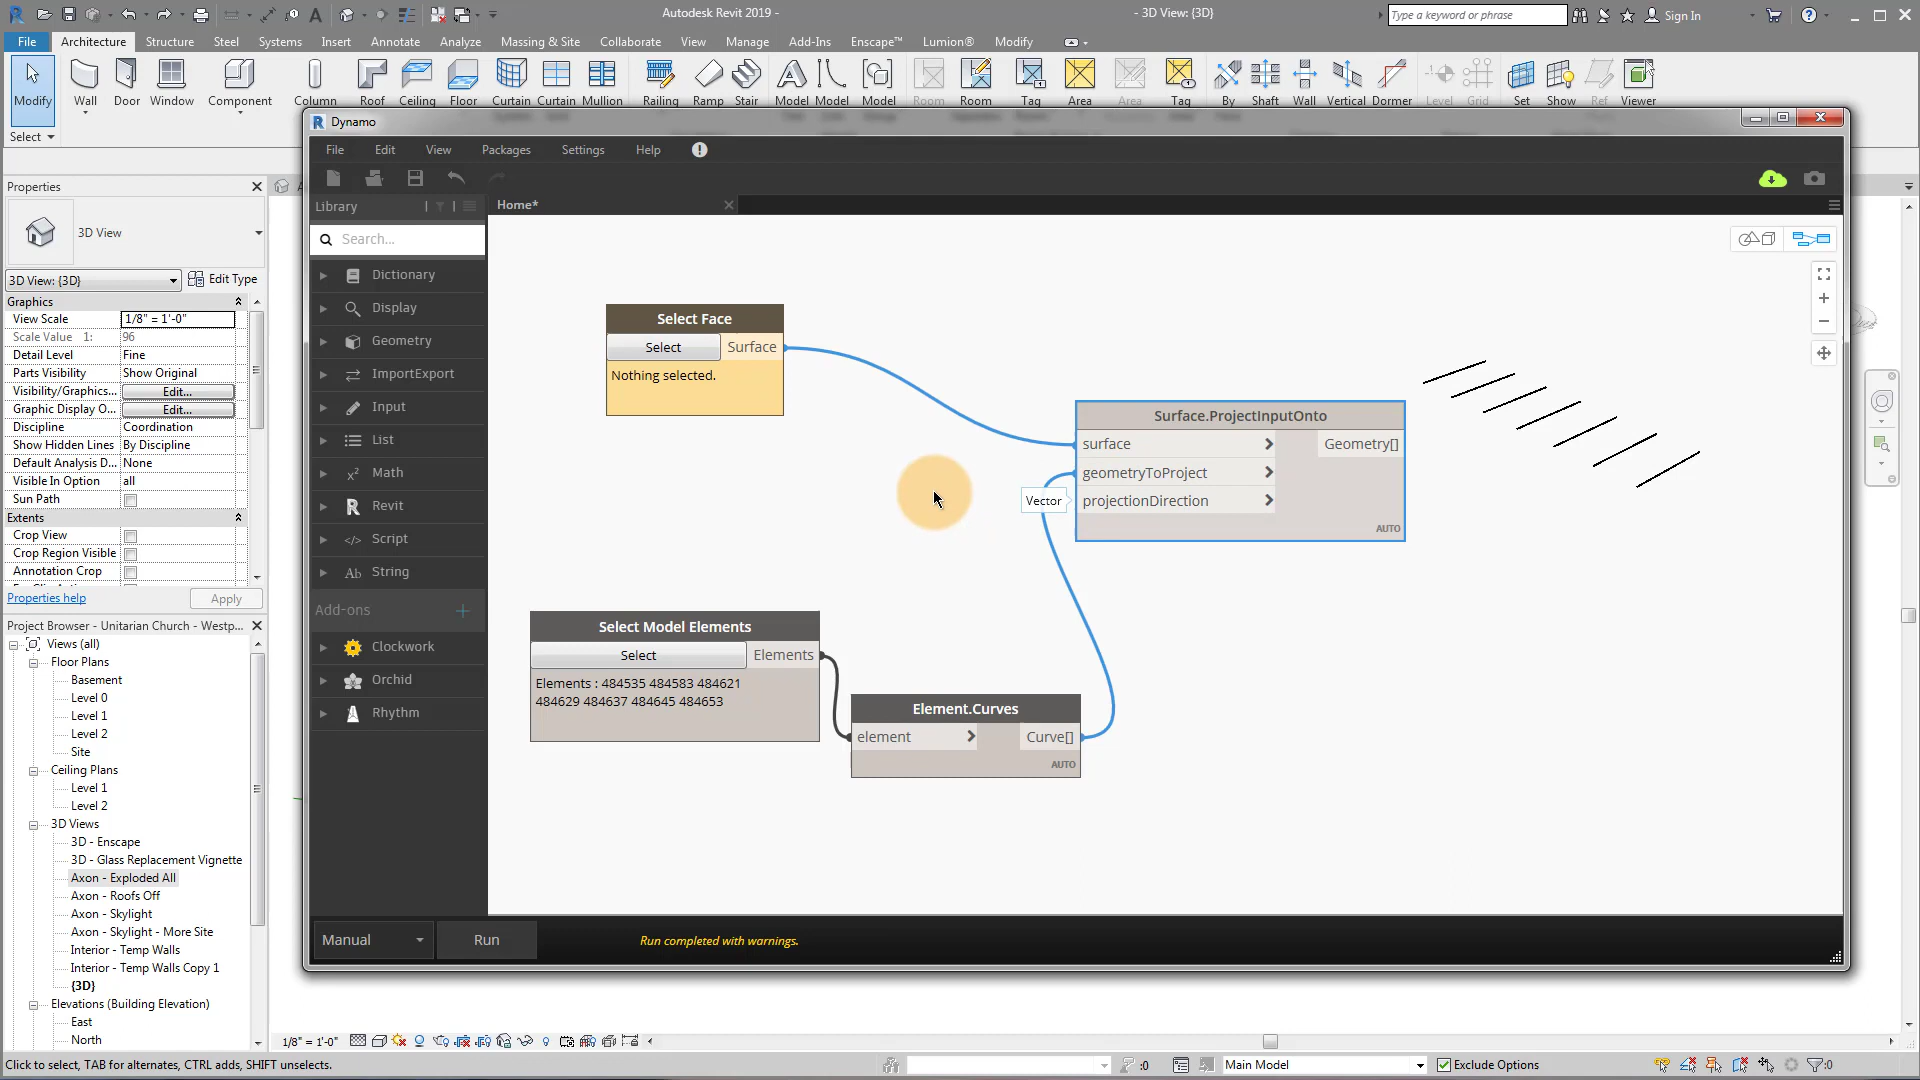 Autodesk Revit 2019 -
- 3D View: {3D}
Type a keyword or phrase
Sign In
File
Architecture
Structure
Steel
Systems
Insert
Annotate
Analyze
Massing & Site
Collaborate
View
Manage
Add-Ins
Enscape™
Lumion®
Modify
Modify
Wall
Door
Window
Component
Column
Roof
Ceiling
Floor
Curtain
Curtain
Mullion
Railing
Ramp
Stair
Model
Model
Model
Room
Room
Tag
Area
Area
Tag
By
Shaft
Wall
Vertical
Dormer
Level
Grid
Set
Show
Ref
Viewer
Select
Properties
3D View
3D View: {3D}
Edit Type
Graphics
View Scale
1/8" = 1'-0"
Scale Value 1:
96
Detail Level
Fine
Parts Visibility
Show Original
Visibility/Graphics...
Edit...
Graphic Display O...
Edit...
Discipline
Coordination
Show Hidden Lines
By Discipline
Default Analysis D...
None
Visible In Option
all
Sun Path
Extents
Crop View
Crop Region Visible
Annotation Crop
Properties help
Apply
Project Browser - Unitarian Church - Westp...
Views (all)
Floor Plans
Basement
Level 0
Level 1
Level 2
Site
Ceiling Plans
Level 1
Level 2
3D Views
3D - Enscape
3D - Glass Replacement Vignette
Axon - Exploded All
Axon - Roofs Off
Axon - Skylight
Axon - Skylight - More Site
Interior - Temp Walls
Interior - Temp Walls Copy 1
{3D}
Elevations (Building Elevation)
East
North
Dynamo
File
Edit
View
Packages
Settings
Help
Library
Home*
Search...
Dictionary
Display
Geometry
ImportExport
Input
List
Math
Revit
Script
String
Add-ons
Clockwork
Orchid
Rhythm
Select Face
Select
Surface
Nothing selected.
Surface.ProjectInputOnto
surface
Geometry[]
geometryToProject
Vector
projectionDirection
AUTO
Select Model Elements
Select
Elements
Elements : 484535 484583 484621
484629 484637 484645 484653
Element.Curves
element
Curve[]
AUTO
Manual
Run
Run completed with warnings.
1/8" = 1'-0"
Click to select, TAB for alternates, CTRL adds, SHIFT unselects.
:0
Main Model
Exclude Options
:0